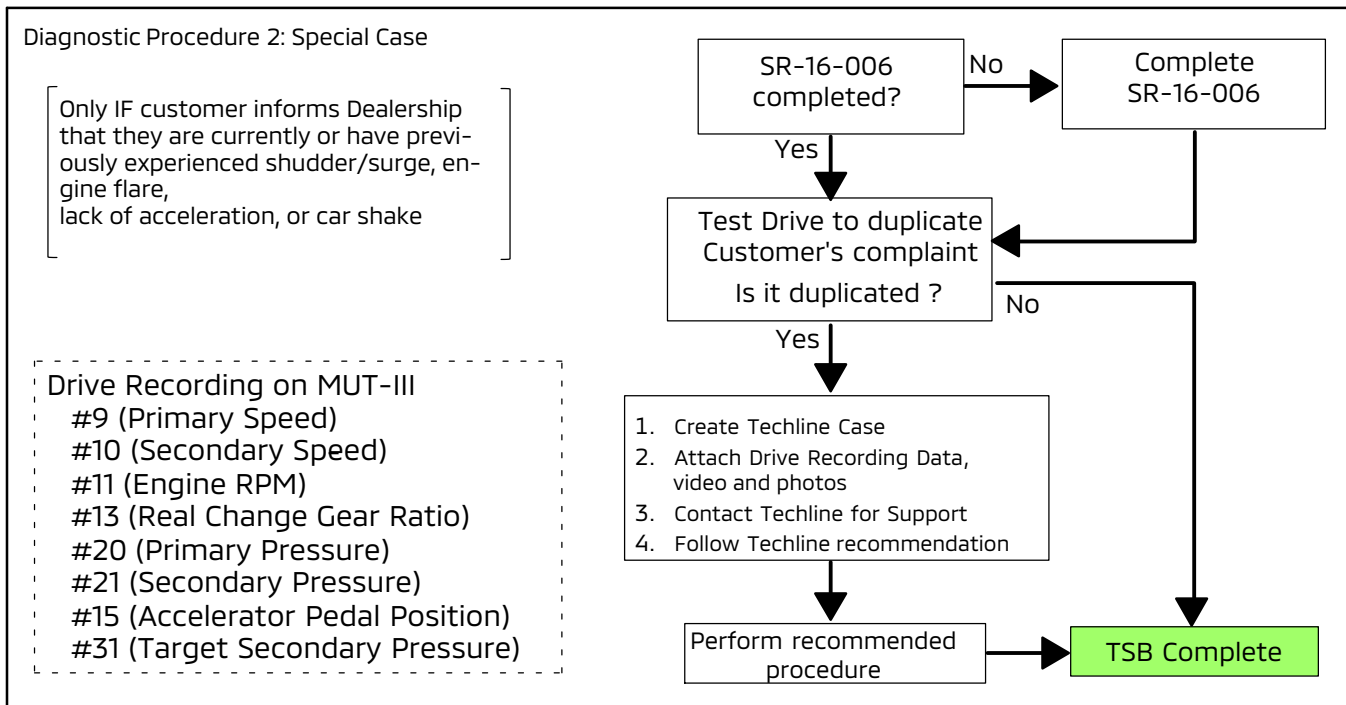 Diagnostic Procedure 2: Special Case
Only IF customer informs Dealership
that they are currently or have previ-
ously experienced shudder/surge, en-
gine flare,
lack of acceleration, or car shake
Drive Recording on MUT-III
#9 (Primary Speed)
#10 (Secondary Speed)
#11 (Engine RPM)
#13 (Real Change Gear Ratio)
#20 (Primary Pressure)
#21 (Secondary Pressure)
#15 (Accelerator Pedal Position)
#31 (Target Secondary Pressure)
SR-16-006
completed?
No
Complete
SR-16-006
Yes
Test Drive to duplicate
Customer's complaint
Is it duplicated ?
No
Yes
1. Create Techline Case
2. Attach Drive Recording Data,
video and photos
3. Contact Techline for Support
4. Follow Techline recommendation
Perform recommended
procedure
TSB Complete